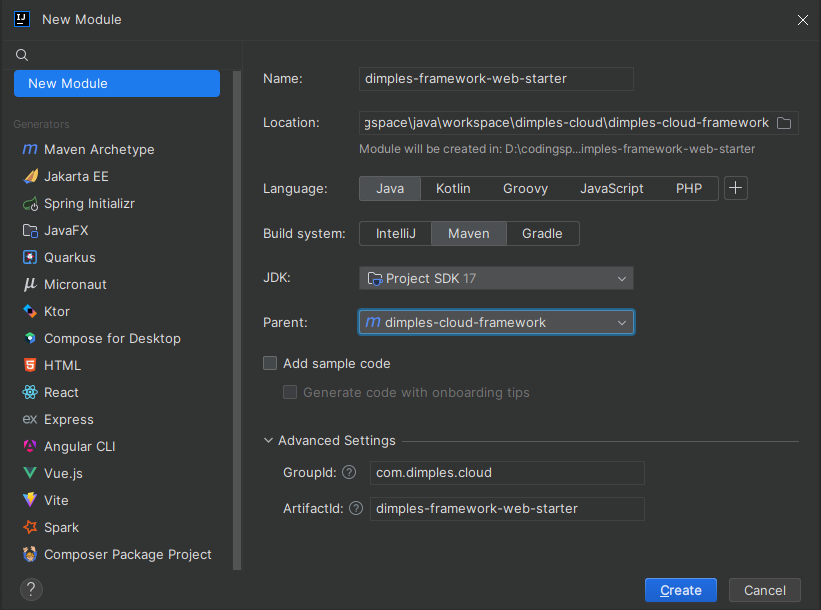 New Module
New Module
Generators
Maven Archetype
Jakarta EE
Spring Initializr
JavaFX
Quarkus
Micronaut
Ktor
Compose for Desktop
HTML
React
Express
Angular CLI
Vue.js
Vite
Spark
Composer Package Project
Name: dimples-framework-web-starter
Location: gspace\java\workspace\dimples-cloud\dimples-cloud-framework
Module will be created in: D:\codingsp...imples-framework-web-starter
Language: Java Kotlin Groovy JavaScript PHP +
Build system: IntelliJ Maven Gradle
JDK: Project SDK 17
Parent: m dimples-cloud-framework
Add sample code
Generate code with onboarding tips
Advanced Settings
GroupId: ? com.dimples.cloud
ArtifactId: ? dimples-framework-web-starter
? Create Cancel